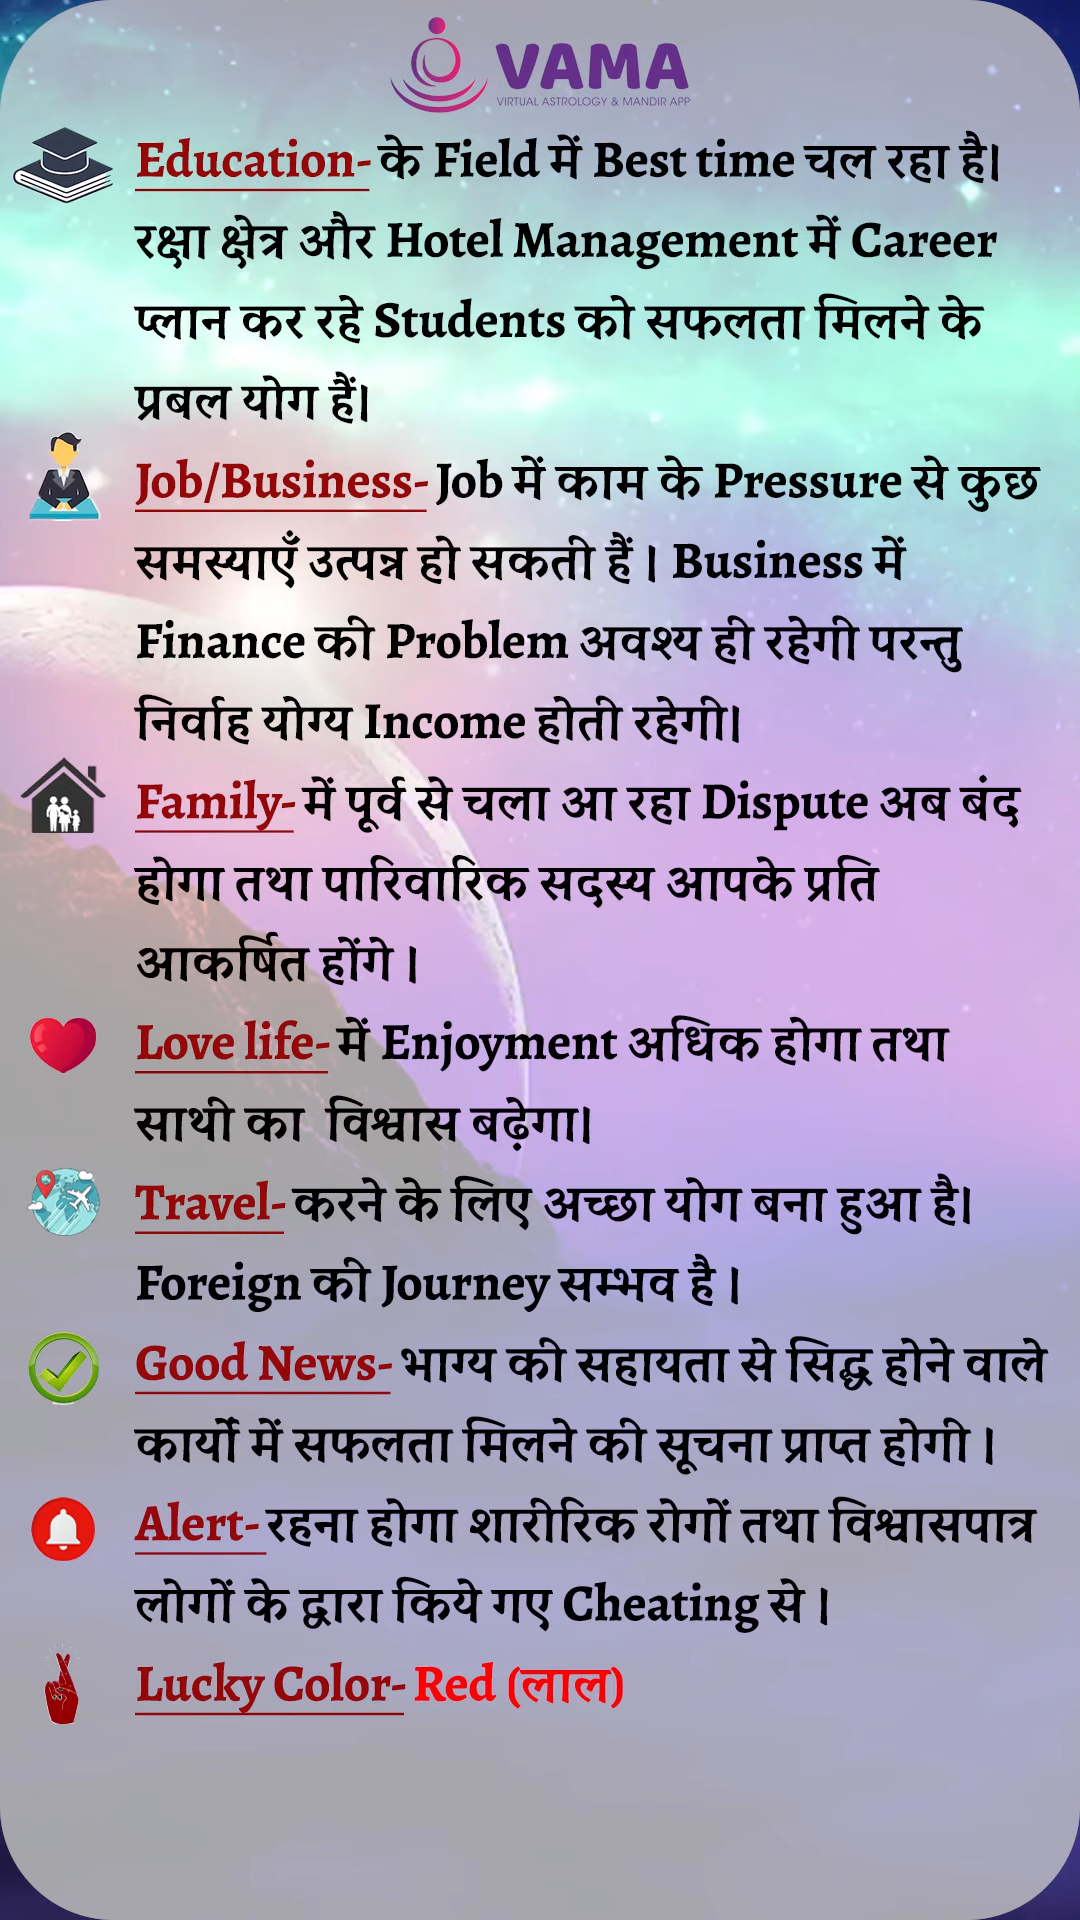 VAMA
VIRTUAL ASTROLOGY & MANDIR APP
Education- के Field में Best time चल रहा है।
रक्षा क्षेत्र और Hotel Management में Career
प्लान कर रहे Students को सफलता मिलने के
प्रबल योग हैं।
Job/Business- Job में काम के Pressure से कुछ
समस्याएँ उत्पन्न हो सकती हैं । Business में
Finance की Problem अवश्य ही रहेगी परन्तु
निर्वाह योग्य Income होती रहेगी।
Family- में पूर्व से चला आ रहा Dispute अब बंद
होगा तथा पारिवारिक सदस्य आपके प्रति
आकर्षित होंगे ।
Love life- में Enjoyment अधिक होगा तथा
साथी का विश्वास बढ़ेगा।
Travel- करने के लिए अच्छा योग बना हुआ है।
Foreign की Journey सम्भव है ।
Good News- भाग्य की सहायता से सिद्ध होने वाले
कार्यों में सफलता मिलने की सूचना प्राप्त होगी ।
Alert- रहना होगा शारीरिक रोगों तथा विश्वासपात्र
लोगों के द्वारा किये गए Cheating से ।
Lucky Color- Red (लाल)